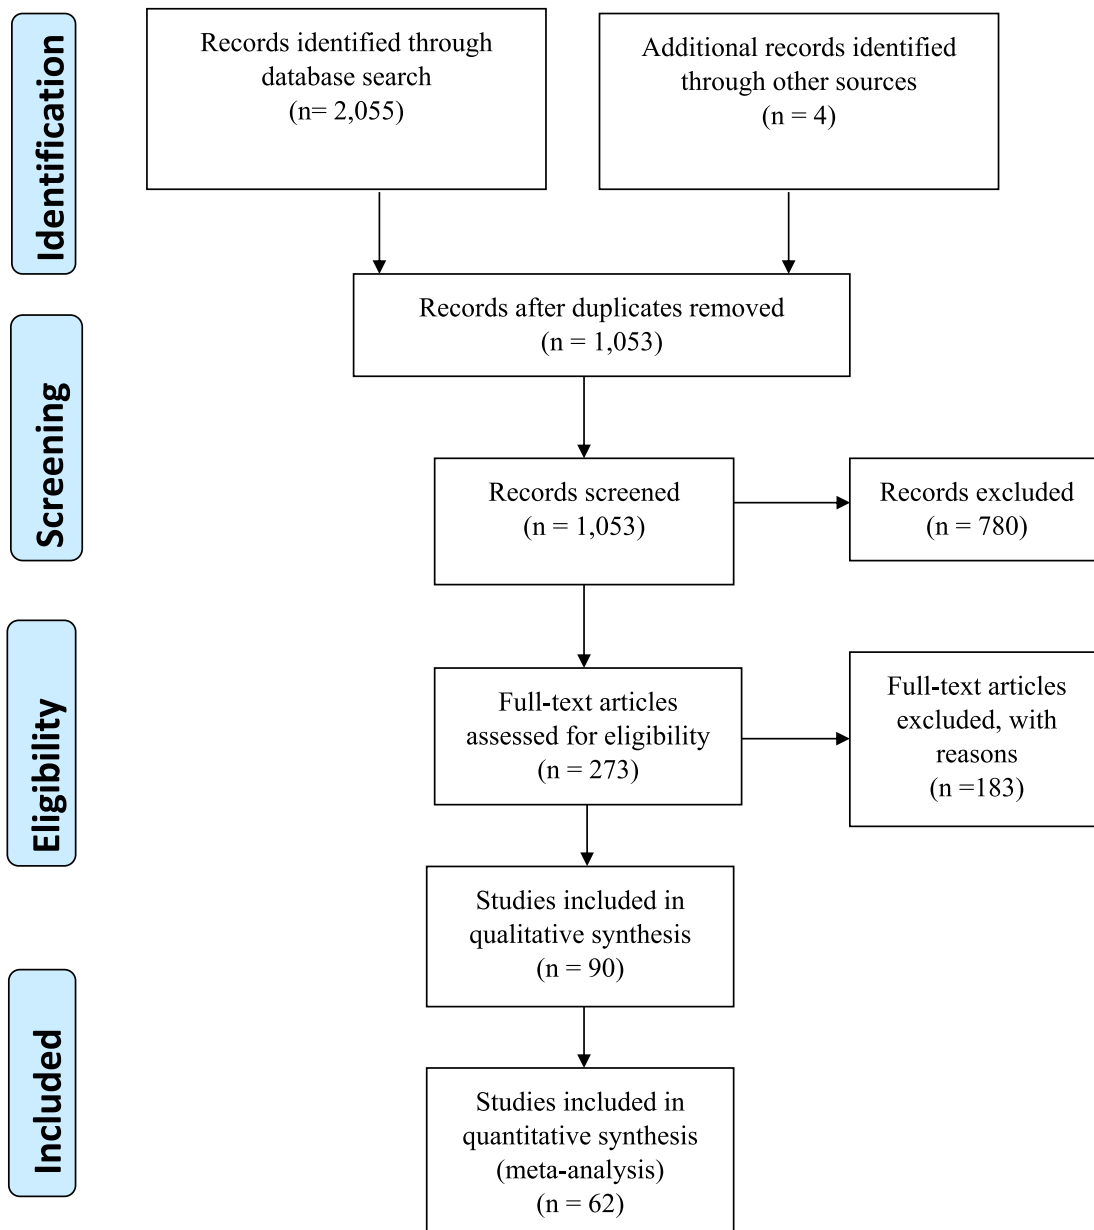 Identification
Records identified through
database search
(n= 2,055)
Additional records identified
through other sources
(n = 4)
Records after duplicates removed
(n = 1,053)
Screening
Records screened
(n = 1,053)
Records excluded
(n = 780)
Eligibility
Full-text articles
assessed for eligibility
(n = 273)
Full-text articles
excluded, with
reasons
(n =183)
Studies included in
qualitative synthesis
(n = 90)
Included
Studies included in
quantitative synthesis
(meta-analysis)
(n = 62)